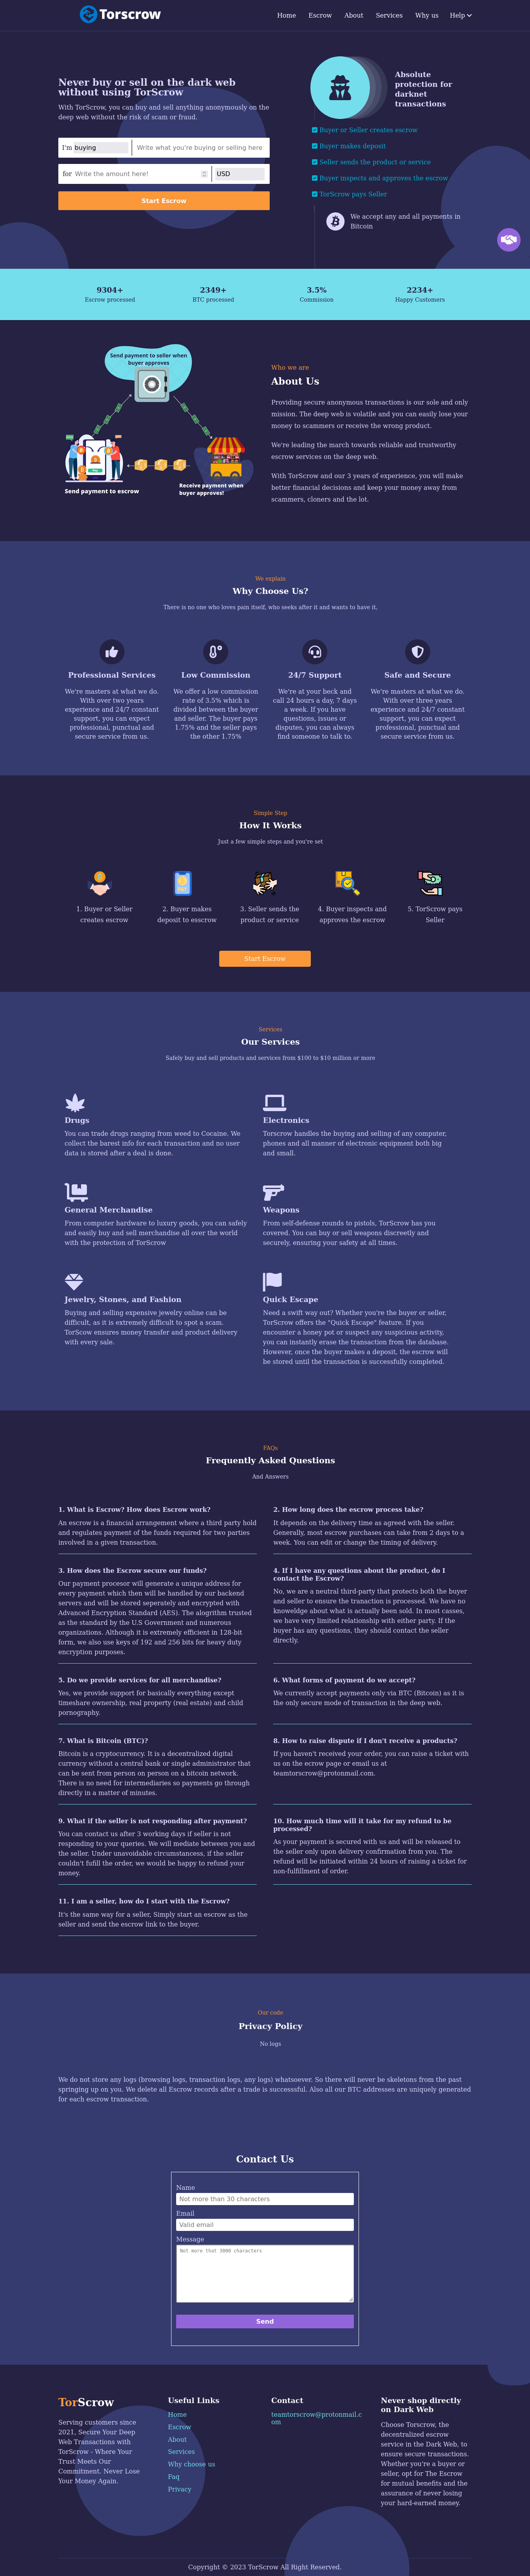 Torscrow
Home Escrow About Services Why us Help
Never buy or sell on the dark web
without using TorScrow
With TorScrow, you can buy and sell anything anonymously on the
dark web without the risk of scam or fraud.
I'm buying
Write what you're buying or selling here
for Write the amount here!
USD
Start Escrow
Absolute
protection for
darknet
transactions
Buyer or Seller creates escrow
Buyer makes deposit
Seller sends the product or service
Buyer inspects and approves the escrow
TorScrow pays Seller
We accept any and all payments in
Bitcoin
9304+
Escrow processed
2349+
BTC processed
3.5%
Commission
2234+
Happy Customers
Send payment to seller when
buyer approves
Send payment to escrow
Receive payment when
buyer approves!
Who we are
About Us
Providing secure anonymous transactions is our sole and only
mission. The deep web is volatile and you can easily lose your
money to scammers or receive the wrong product.
We're leading the march towards reliable and trustworthy
escrow services on the deep web.
With TorScrow and our 3 years of experience, you will make
better financial decisions and keep your money away from
scammers, cloners and the lot.
We explain
Why Choose Us?
There is no one who loves pain itself, who seeks after it and wants to have it,
Professional Services
We're masters at what we do.
With over two years
experience and 24/7 constant
support, you can expect
professional, punctual and
secure service from us.
Low Commission
We offer a low commission
rate of 3.5% which is
divided between the buyer
and seller. The buyer pays
1.75% and the seller pays
the other 1.75%
24/7 Support
We're at your beck and
call 24 hours a day, 7 days
a week. If you have
questions, issues or
disputes, you can always
find someone to talk to.
Safe and Secure
We're masters at what we do.
With over three years
experience and 24/7 constant
support, you can expect
professional, punctual and
secure service from us.
Simple Step
How It Works
Just a few simple steps and you're set
1. Buyer or Seller
creates escrow
2. Buyer makes
deposit to esscrow
3. Seller sends the
product or service
4. Buyer inspects and
approves the escrow
5. TorScrow pays
Seller
Start Escrow
Services
Our Services
Safely buy and sell products and services from $100 to $10 million or more
Drugs
You can trade drugs ranging from weed to Cocaine. We
collect the barest info for each transaction and no user
data is stored after a deal is done.
Electronics
Torscrow handles the buying and selling of any computer,
phones and all manner of electronic equipment both big
and small.
General Merchandise
From computer hardware to luxury goods, you can safely
and easily buy and sell merchandise all over the world
with the protection of TorScrow
Weapons
From self-defense rounds to pistols, TorScrow has you
covered. You can buy or sell weapons discreetly and
securely, ensuring your safety at all times.
Jewelry, Stones, and Fashion
Buying and selling expensive jewelry online can be
difficult, as it is extremely difficult to spot a scam.
TorScow ensures money transfer and product delivery
with every sale.
Quick Escape
Need a swift way out? Whether you're the buyer or seller,
TorScrow offers the "Quick Escape" feature. If you
encounter a honey pot or suspect any suspicious activity,
you can instantly erase the transaction from the database.
However, once the buyer makes a deposit, the escrow will
be stored until the transaction is successfully completed.
FAQs
Frequently Asked Questions
And Answers
1. What is Escrow? How does Escrow work?
An escrow is a financial arrangement where a third party hold
and regulates payment of the funds required for two parties
involved in a given transaction.
2. How long does the escrow process take?
It depends on the delivery time as agreed with the seller.
Generally, most escrow purchases can take from 2 days to a
week. You can edit or change the timing of delivery.
3. How does the Escrow secure our funds?
Our payment procesor will generate a unique address for
every payment which then will be handled by our backend
servers and will be stored seperately and encrypted with
Advanced Encryption Standard (AES). The alogrithm trusted
as the standard by the U.S Government and numerous
organizations. Although it is extremely efficient in 128-bit
form, we also use keys of 192 and 256 bits for heavy duty
encryption purposes.
4. If I have any questions about the product, do I
contact the Escrow?
No, we are a neutral third-party that protects both the buyer
and seller to ensure the transaction is processed. We have no
knoweldge about what is actually been sold. In most cases,
we have very limited relationship with either party. If the
buyer has any questions, they should contact the seller
directly.
5. Do we provide services for all merchandise?
Yes, we provide support for basically everything except
timeshare ownership, real property (real estate) and child
pornography.
6. What forms of payment do we accept?
We currently accept payments only via BTC (Bitcoin) as it is
the only secure mode of transaction in the deep web.
7. What is Bitcoin (BTC)?
Bitcoin is a cryptocurrency. It is a decentralized digital
currency without a central bank or single administrator that
can be sent from person on person on a bitcoin network.
There is no need for intermediaries so payments go through
directly in a matter of minutes.
8. How to raise dispute if I don't receive a products?
If you haven't received your order, you can raise a ticket with
us on the ecrow page or email us at
teamtorscrow@protonmail.com.
9. What if the seller is not responding after payment?
You can contact us after 3 working days if seller is not
responding to your queries. We will mediate between you and
the seller. Under unavoidable circumstances, if the seller
couldn't fufill the order, we would be happy to refund your
money.
10. How much time will it take for my refund to be
processed?
As your payment is secured with us and will be released to
the seller only upon delivery confirmation from you. The
refund will be initiated within 24 hours of raising a ticket for
non-fulfillment of order.
11. I am a seller, how do I start with the Escrow?
It's the same way for a seller, Simply start an escrow as the
seller and send the escrow link to the buyer.
Our code
Privacy Policy
No logs
We do not store any logs (browsing logs, transaction logs, any logs) whatsoever. So there will never be skeletons from the past
springing up on you. We delete all Escrow records after a trade is successsful. Also all our BTC addresses are uniquely generated
for each escrow transaction.
Contact Us
Name
Not more than 30 characters
Email
Valid email
Message
Not more that 3000 characters
Send
TorScrow
Serving customers since
2021, Secure Your Deep
Web Transactions with
TorScrow - Where Your
Trust Meets Our
Commitment. Never Lose
Your Money Again.
Useful Links
Home
Escrow
About
Services
Why choose us
Faq
Privacy
Contact
teamtorscrow@protonmail.c
om
Never shop directly
on Dark Web
Choose Torscrow, the
decentralized escrow
service in the Dark Web, to
ensure secure transactions.
Whether you're a buyer or
seller, opt for The Escrow
for mutual benefits and the
assurance of never losing
your hard-earned money.
Copyright © 2023 TorScrow All Right Reserved.